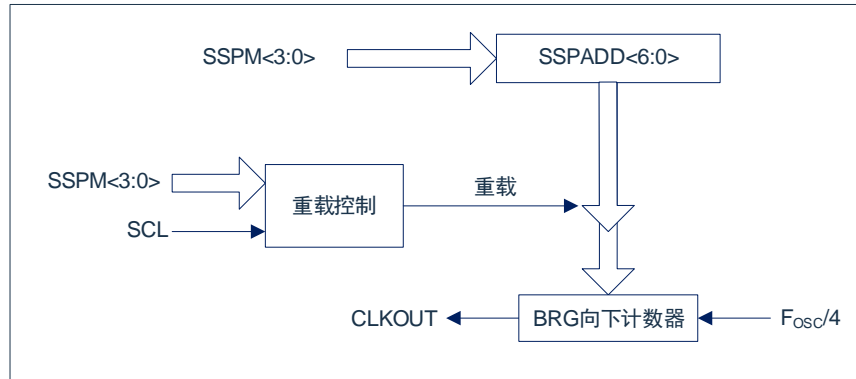 SSPM<3:0>
SSPADD<6:0>
SSPM<3:0>
SCL
重载控制
重载
CLKOUT
BRG向下计数器
FOSC/4